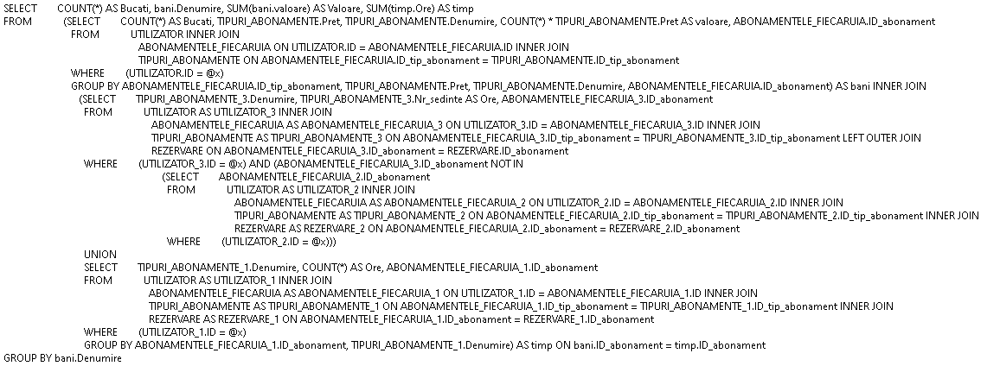 SELECT COUNT(*) AS Bucati, bani.Denumire, SUM(bani.valoare) AS Valoare, SUM(timp.Ore) AS timp
FROM (SELECT COUNT(*) AS Bucati, TIPURI_ABONAMENTE.Pret, TIPURI_ABONAMENTE.Denumire, COUNT(*) * TIPURI_ABONAMENTE.Pret AS valoare, ABONAMENTELE_FIECARUIA.ID_abonament
FROM UTILIZATOR INNER JOIN
ABONAMENTELE_FIECARUIA ON UTILIZATOR.ID = ABONAMENTELE_FIECARUIA.ID INNER JOIN
TIPURI_ABONAMENTE ON ABONAMENTELE_FIECARUIA.ID_tip_abonament = TIPURI_ABONAMENTE.ID_tip_abonament
WHERE (UTILIZATOR.ID = @x)
GROUP BY ABONAMENTELE_FIECARUIA.ID_tip_abonament, TIPURI_ABONAMENTE.Pret, TIPURI_ABONAMENTE.Denumire, ABONAMENTELE_FIECARUIA.ID_abonament) AS bani INNER JOIN
(SELECT TIPURI_ABONAMENTE_3.Denumire, TIPURI_ABONAMENTE_3.Nr_sedinte AS Ore, ABONAMENTELE_FIECARUIA_3.ID_abonament
FROM UTILIZATOR AS UTILIZATOR_3 INNER JOIN
ABONAMENTELE_FIECARUIA AS ABONAMENTELE_FIECARUIA_3 ON UTILIZATOR_3.ID = ABONAMENTELE_FIECARUIA_3.ID INNER JOIN
TIPURI_ABONAMENTE AS TIPURI_ABONAMENTE_3 ON ABONAMENTELE_FIECARUIA_3.ID_tip_abonament = TIPURI_ABONAMENTE_3.ID_tip_abonament LEFT OUTER JOIN
REZERVARE ON ABONAMENTELE_FIECARUIA_3.ID_abonament = REZERVARE.ID_abonament
WHERE (UTILIZATOR_3.ID = @x) AND (ABONAMENTELE_FIECARUIA_3.ID_abonament NOT IN
(SELECT ABONAMENTELE_FIECARUIA_2.ID_abonament
FROM UTILIZATOR AS UTILIZATOR_2 INNER JOIN
ABONAMENTELE_FIECARUIA AS ABONAMENTELE_FIECARUIA_2 ON UTILIZATOR_2.ID = ABONAMENTELE_FIECARUIA_2.ID INNER JOIN
TIPURI_ABONAMENTE AS TIPURI_ABONAMENTE_2 ON ABONAMENTELE_FIECARUIA_2.ID_tip_abonament = TIPURI_ABONAMENTE_2.ID_tip_abonament INNER JOIN
REZERVARE AS REZERVARE_2 ON ABONAMENTELE_FIECARUIA_2.ID_abonament = REZERVARE_2.ID_abonament
WHERE (UTILIZATOR_2.ID = @x)))
UNION
SELECT TIPURI_ABONAMENTE_1.Denumire, COUNT(*) AS Ore, ABONAMENTELE_FIECARUIA_1.ID_abonament
FROM UTILIZATOR AS UTILIZATOR_1 INNER JOIN
ABONAMENTELE_FIECARUIA AS ABONAMENTELE_FIECARUIA_1 ON UTILIZATOR_1.ID = ABONAMENTELE_FIECARUIA_1.ID INNER JOIN
TIPURI_ABONAMENTE AS TIPURI_ABONAMENTE_1 ON ABONAMENTELE_FIECARUIA_1.ID_tip_abonament = TIPURI_ABONAMENTE_1.ID_tip_abonament INNER JOIN
REZERVARE AS REZERVARE_1 ON ABONAMENTELE_FIECARUIA_1.ID_abonament = REZERVARE_1.ID_abonament
WHERE (UTILIZATOR_1.ID = @x)
GROUP BY ABONAMENTELE_FIECARUIA_1.ID_abonament, TIPURI_ABONAMENTE_1.Denumire) AS timp ON bani.ID_abonament = timp.ID_abonament
GROUP BY bani.Denumire